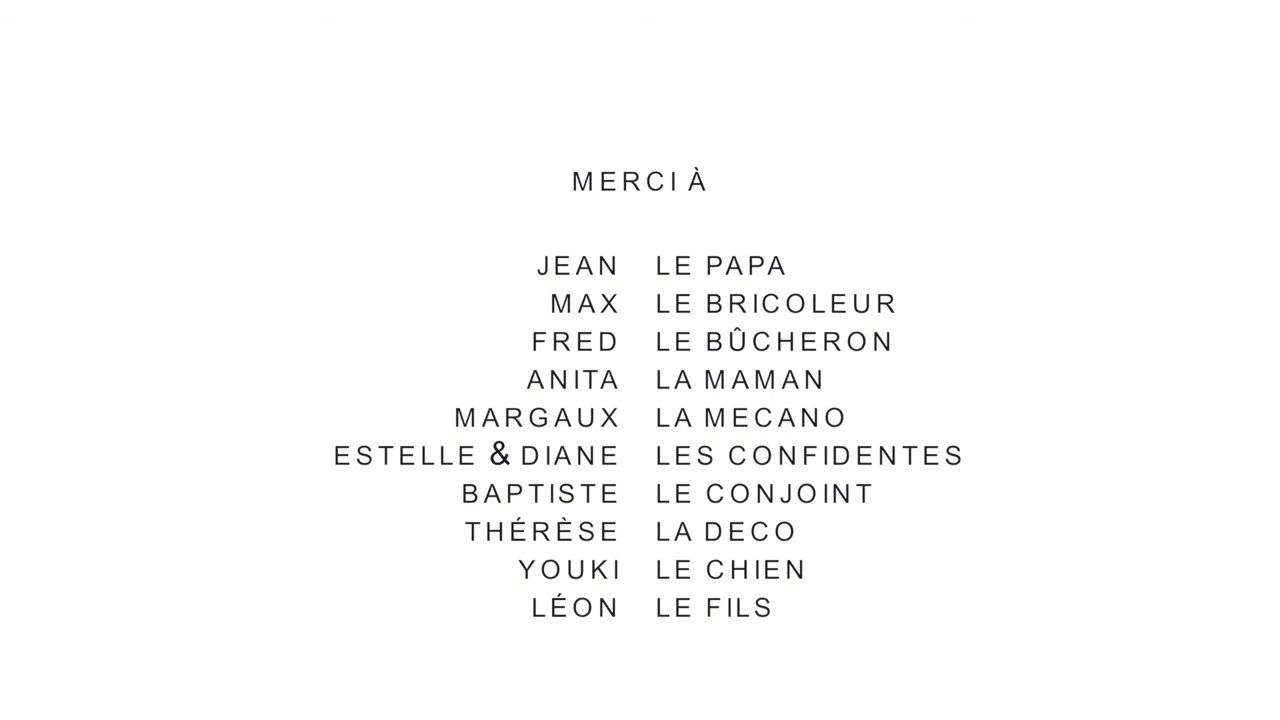 MERCI À
JEAN LE PAPA
MAX LE BRICOLEUR
FRED LE BÛCHERON
ANITA LA MAMAN
MARGAUX LA MECANO
ESTELLE & DIANE LES CONFIDENTES
BAPTISTE LE CONJOINT
THÉRÈSE LA DECO
YOUKI LE CHIEN
LÉON LE FILS